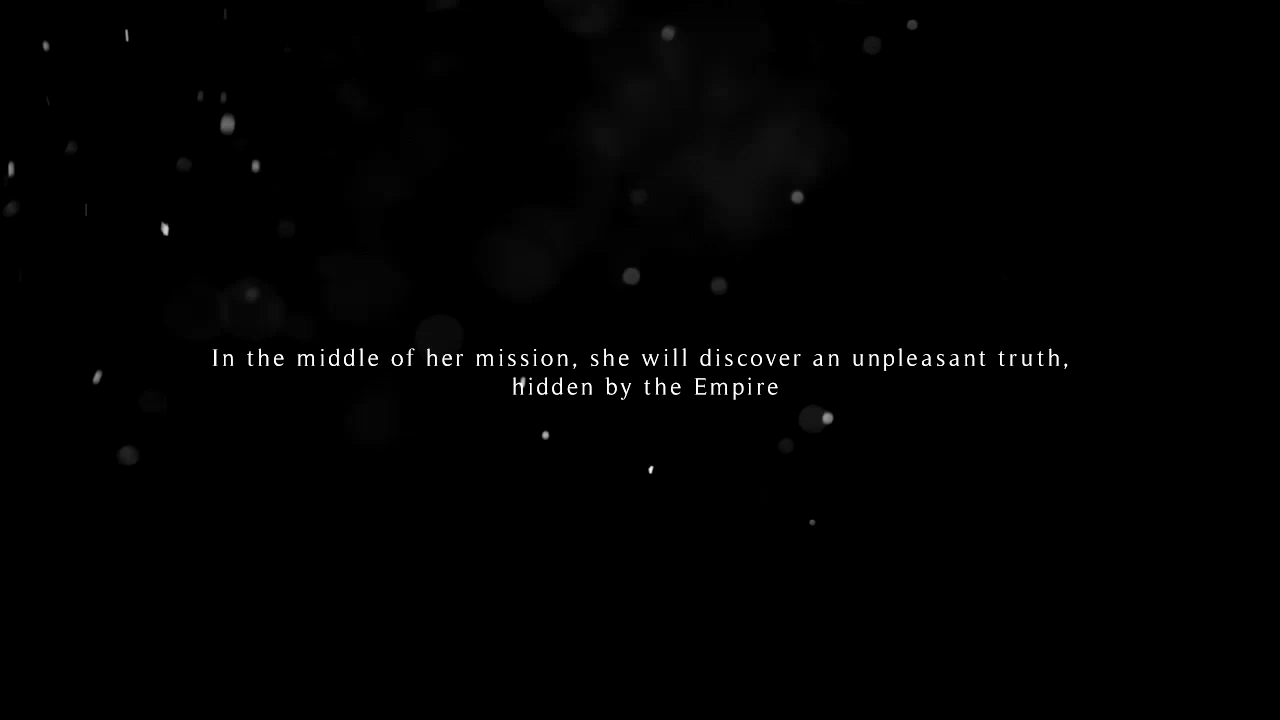 In the middle of her mission, she will discover an unpleasant truth,
hidden by the Empire